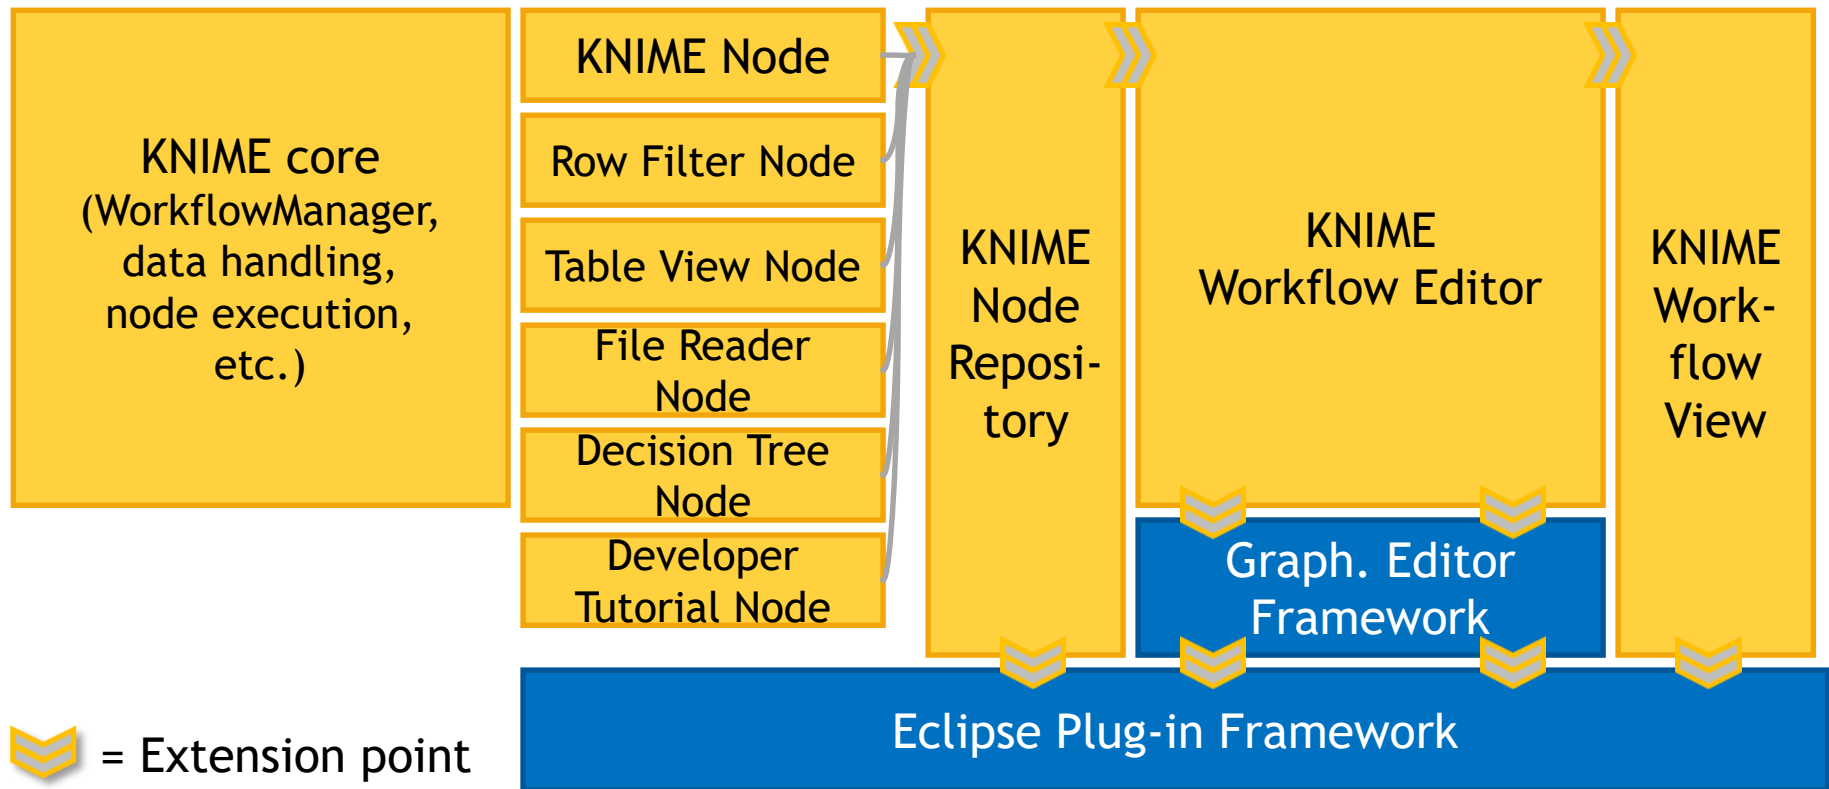 KNIME core
(WorkflowManager,
data handling,
node execution,
etc.)
KNIME Node
Row Filter Node
Table View Node
File Reader
Node
Decision Tree
Node
Developer
Tutorial Node
KNIME
Node
Reposi-
tory
KNIME
Workflow Editor
KNIME
Work-
flow
View
Graph. Editor
Framework
Eclipse Plug-in Framework
= Extension point